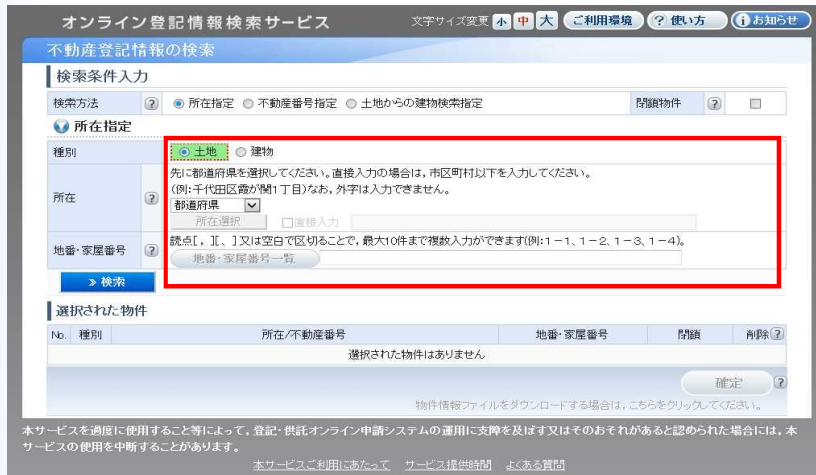 オンライン登記情報検索サービス 文字サイズ変更 小 中 大 ご利用環境 ? 使い方 i お知らせ
不動産登記情報の検索
検索条件入力
検索方法 ? 所在指定 不動産番号指定 土地からの建物検索指定 閉鎖物件 ?
所在指定
種別 土地 建物
先に都道府県を選択してください。直接入力の場合は，市区町村以下を入力してください。
(例:千代田区霞が関1丁目)なお，外字は入力できません。
所在 ? 都道府県
所在選択 直接入力
読点[，][、]又は空白で区切ることで，最大10件まで複数入力ができます(例:1－1、1－2、1－3、1－4)。
地番・家屋番号 ? 地番・家屋番号一覧
» 検索
選択された物件
No. 種別 所在/不動産番号 地番・家屋番号 閉鎖 削除 ?
選択された物件はありません
確定 ?
物件情報ファイルをダウンロードする場合は，こちらをクリックしてください。
本サービスを過度に使用すること等によって，登記・供託オンライン申請システムの運用に支障を及ぼす又はそのおそれがあると認められた場合には，本
サービスの使用を中断することがあります。
本サービスご利用にあたって サービス提供時間 よくある質問